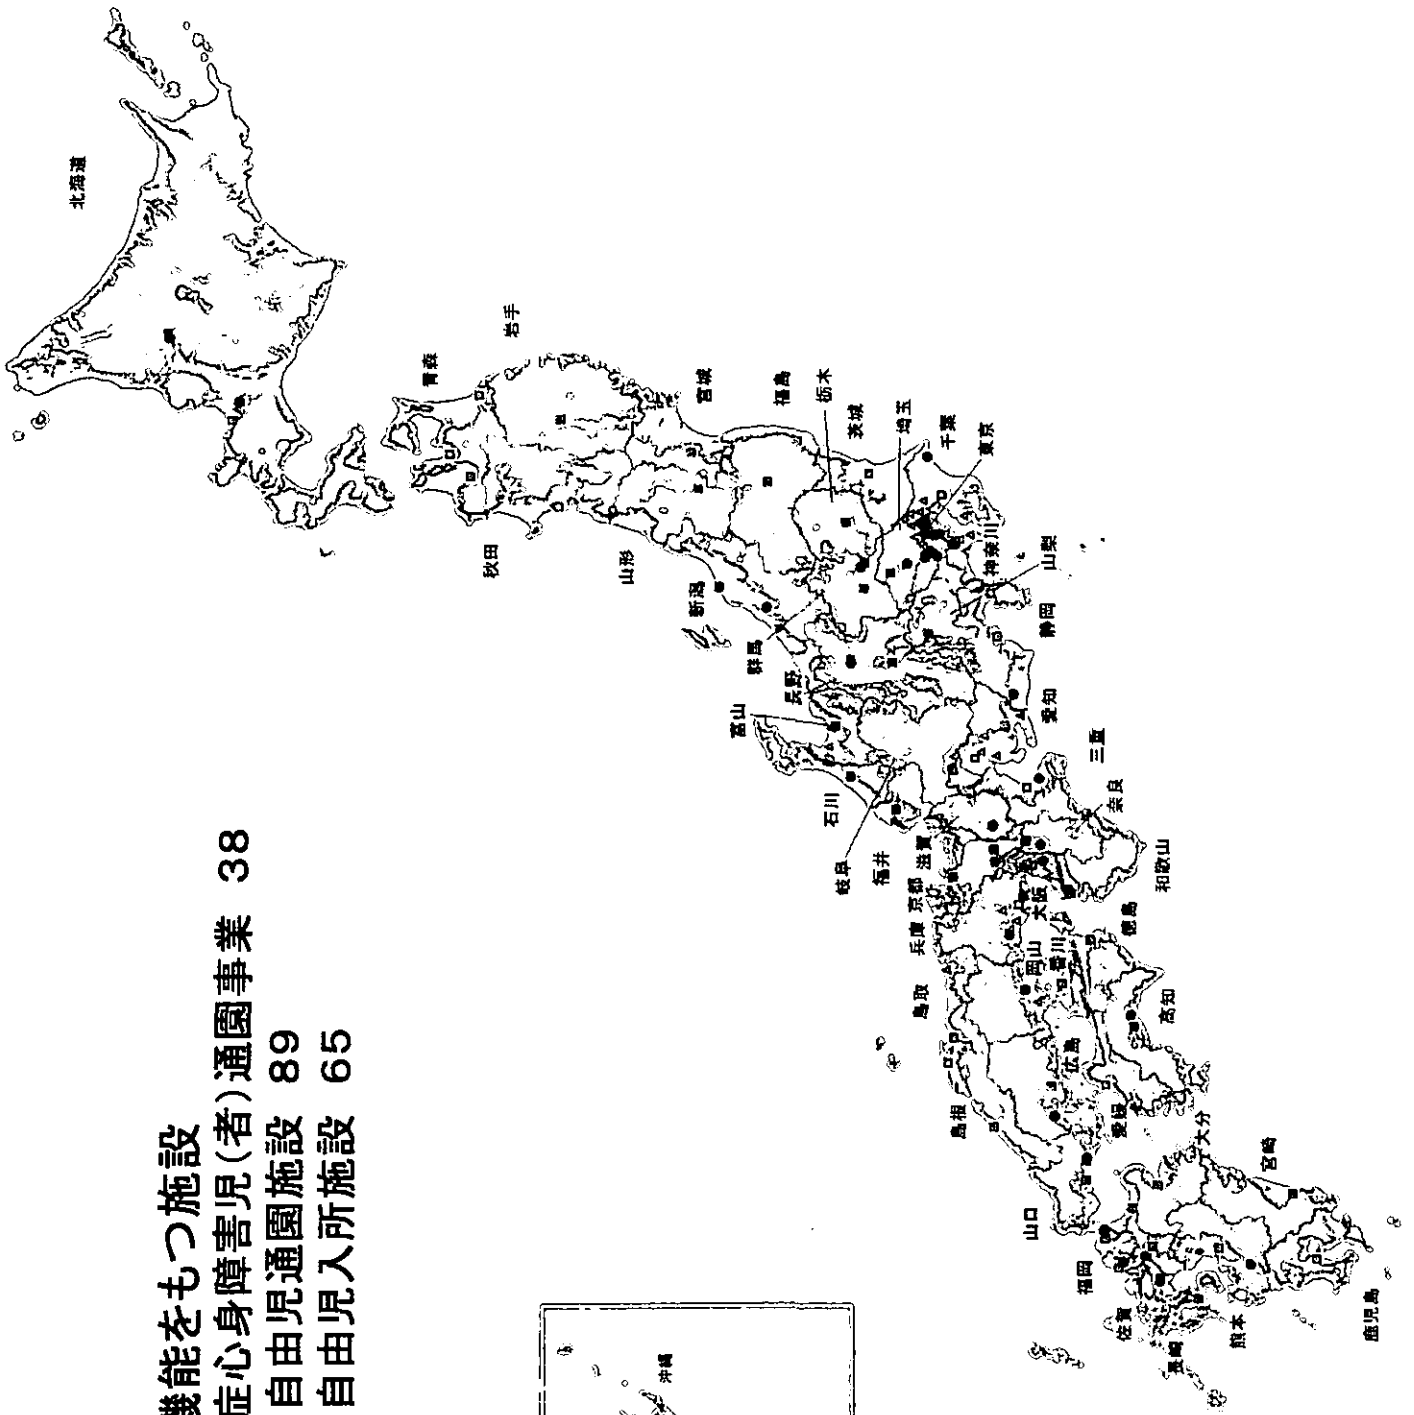 機能をもつ施設
症心身障害児(者)通園事業 38
自由児通園施設 89
自由児入所施設 65
北海道
青森
岩手
秋田
宮城
山形
福島
新潟
栃木
群馬
茨城
埼玉
千葉
東京
神奈川
山梨
長野
静岡
富山
愛知
石川
岐阜
三重
福井
滋賀
奈良
京都
和歌山
兵庫
大阪
徳島
鳥取
岡山
香川
高知
島根
広島
愛媛
大分
山口
宮崎
福岡
佐賀
長崎
熊本
鹿児島
沖縄